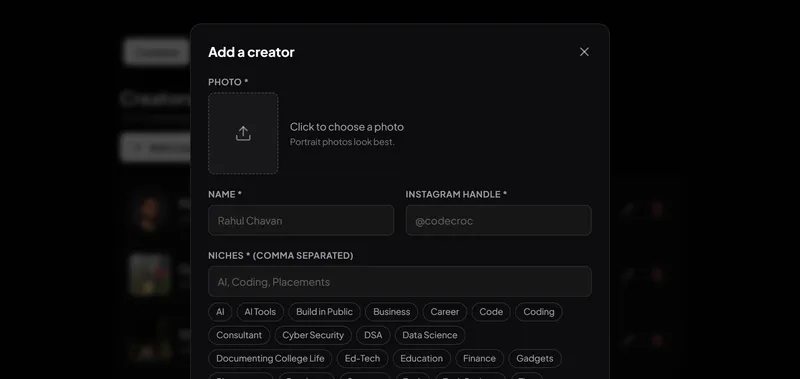 Add a creator
PHOTO *
Click to choose a photo
Portrait photos look best.
NAME * INSTAGRAM HANDLE *
Rahul Chavan @codecroc
NICHES * (COMMA SEPARATED)
AI, Coding, Placements
AI AI Tools Build in Public Business Career Code Coding
Consultant Cyber Security DSA Data Science
Documenting College Life Ed-Tech Education Finance Gadgets